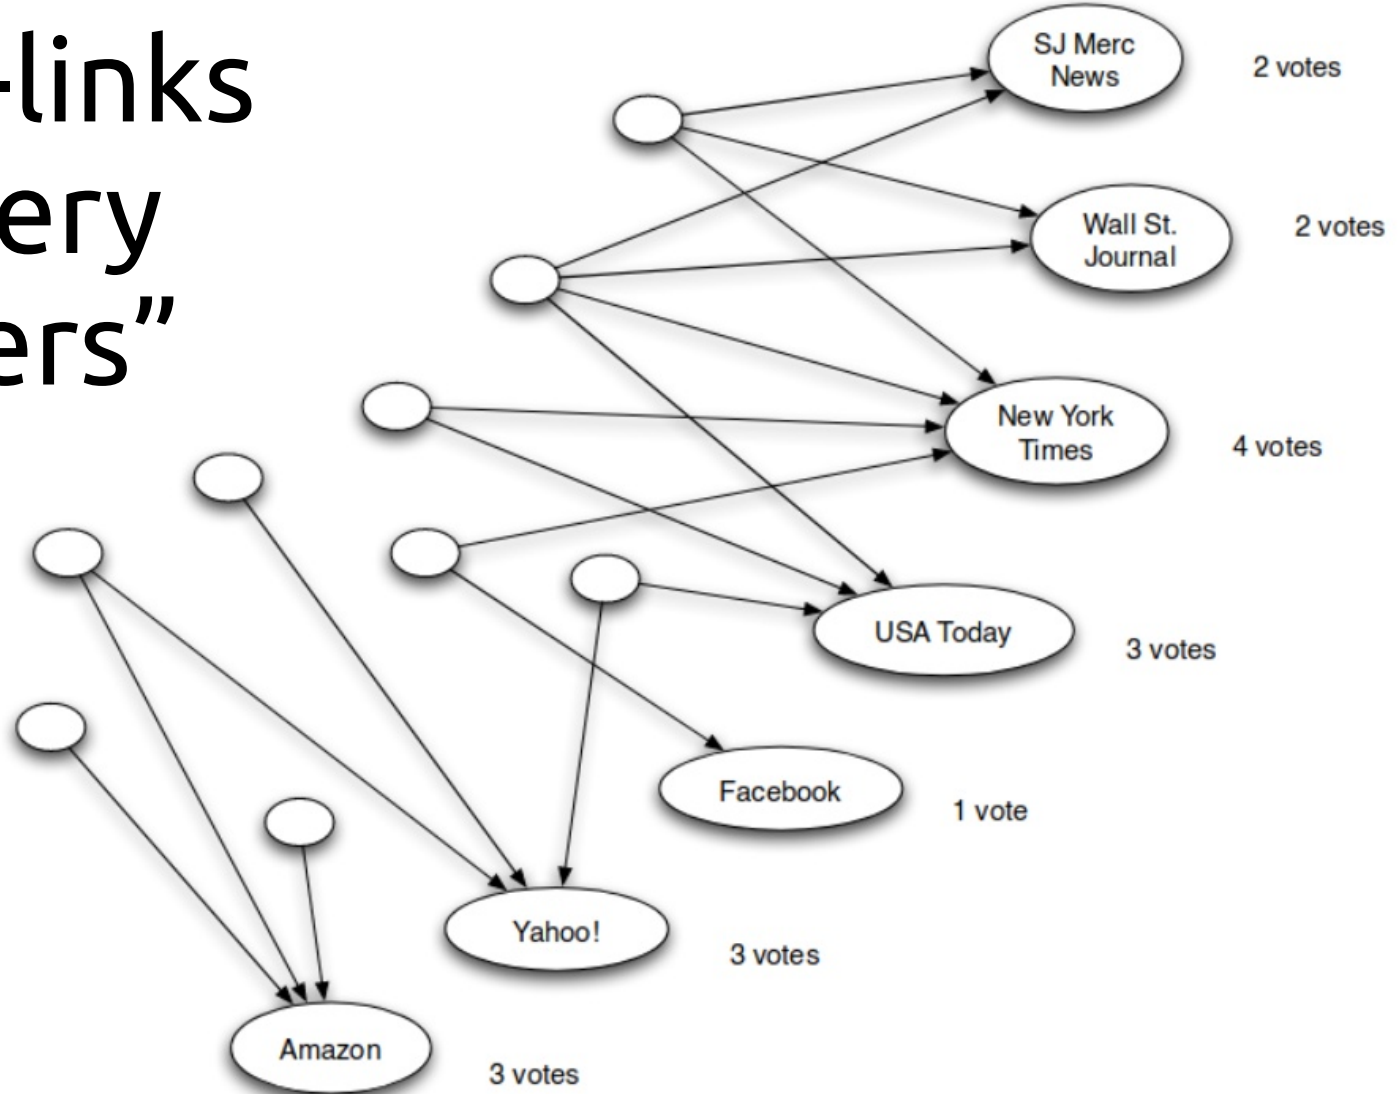 -links
ery
ers”
SJ Merc
News
2 votes
Wall St.
Journal
2 votes
New York
Times
4 votes
USA Today
3 votes
Facebook
1 vote
Yahoo!
3 votes
Amazon
3 votes